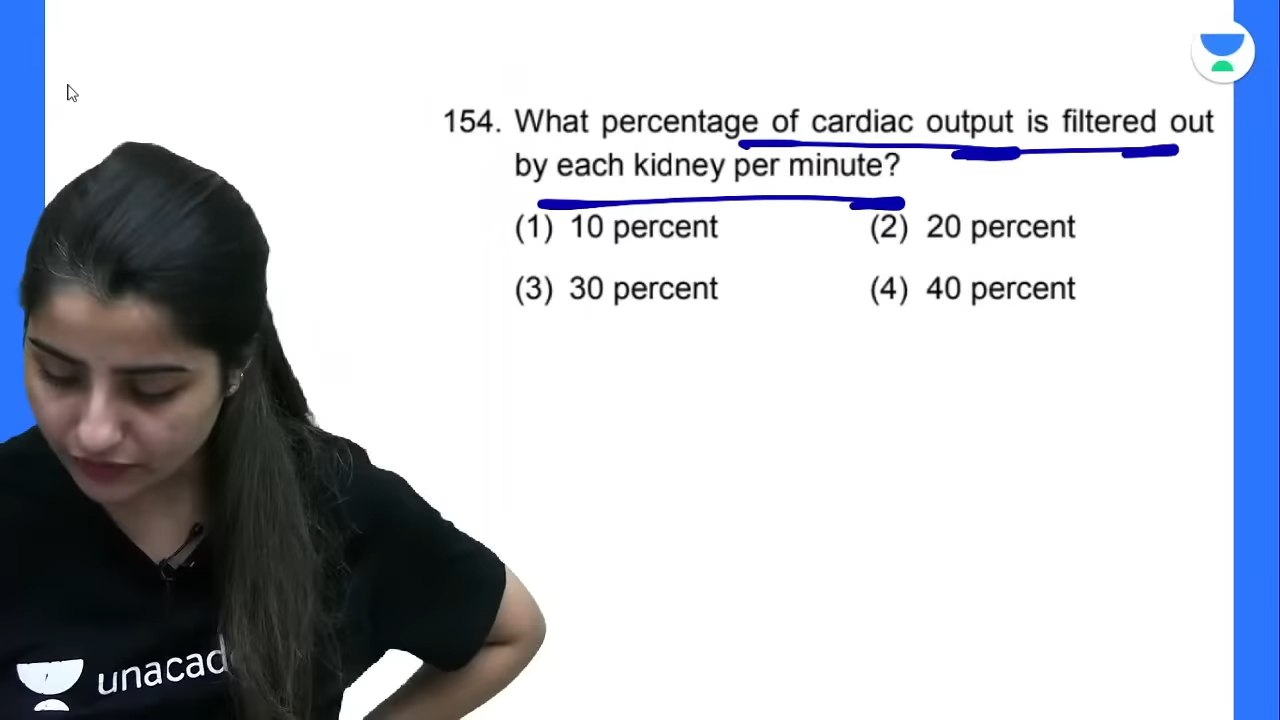 154. What percentage of cardiac output is filtered out
by each kidney per minute?
(1) 10 percent (2) 20 percent
(3) 30 percent (4) 40 percent
unacad